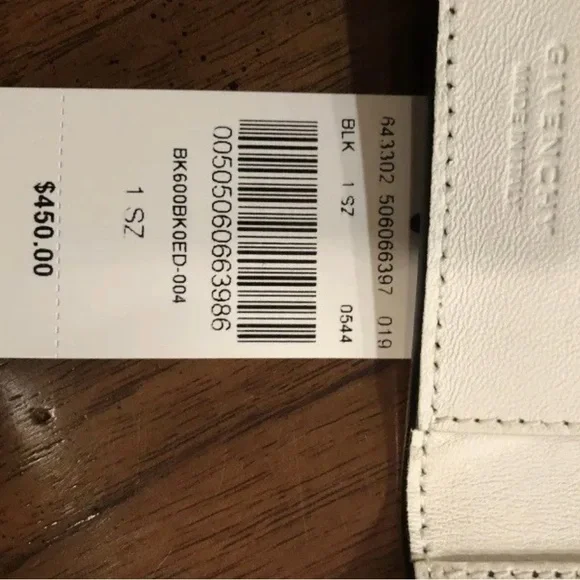 643302 506066397 019
BLK 1 SZ 0544
00505060663986
BK600BK0ED-004
1 SZ
$450.00
GIVENCHY
MADE IN ITALY